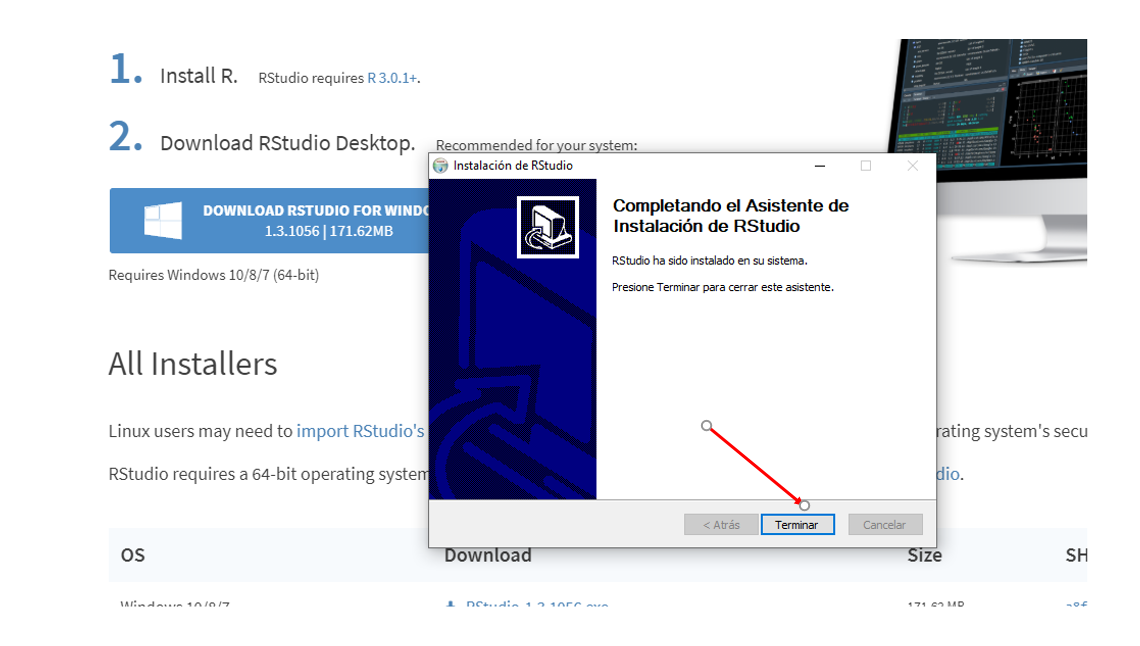 1. Install R. RStudio requires R 3.0.1+.
2. Download RStudio Desktop. Recommended for your system:
DOWNLOAD RSTUDIO FOR WINDO
1.3.1056 | 171.62MB
Requires Windows 10/8/7 (64-bit)
Instalación de RStudio
Completando el Asistente de
Instalación de RStudio
RStudio ha sido instalado en su sistema.
Presione Terminar para cerrar este asistente.
< Atrás
Terminar
Cancelar
All Installers
Linux users may need to import RStudio's
rating system's secu
RStudio requires a 64-bit operating system
dio.
OS Download Size SH
Windows 10/8/7 RStudio-1.3.1056.exe 171.62 MB